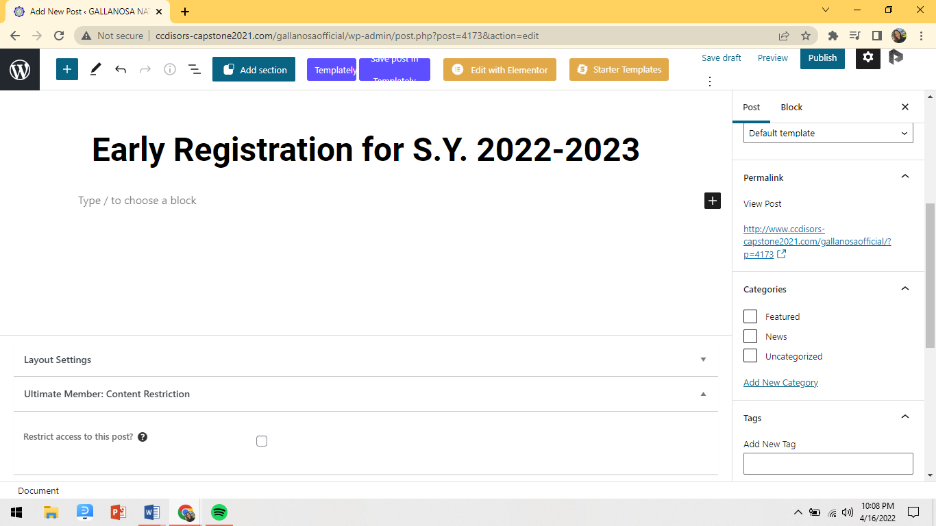 Add New Post ‹ GALLANOSA NA
Not secure
ccdisors-capstone2021.com/gallanosaofficial/wp-admin/post.php?post=4173&action=edit
Add section
Templately
Save post in
Templately
Edit with Elementor
Starter Templates
Save draft
Preview
Publish
Early Registration for S.Y. 2022-2023
Type / to choose a block
Post
Block
Default template
Permalink
View Post
http://www.ccdisors-
capstone2021.com/gallanosaofficial/?
p=4173
Categories
Featured
News
Uncategorized
Add New Category
Tags
Add New Tag
Layout Settings
Ultimate Member: Content Restriction
Restrict access to this post?
Document
10:08 PM
4/16/2022